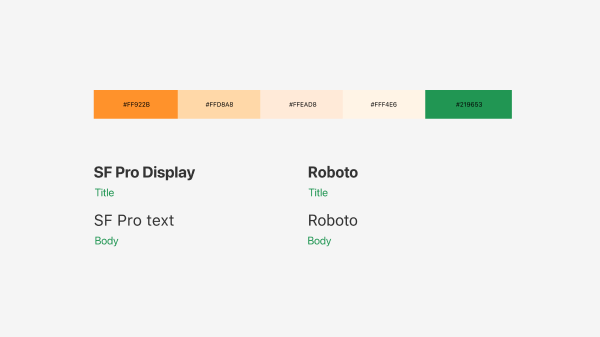 #FF922B #FFD8A8 #FFEAD8 #FFF4E6 #219653
SF Pro Display
Title
SF Pro text
Body
Roboto
Title
Roboto
Body